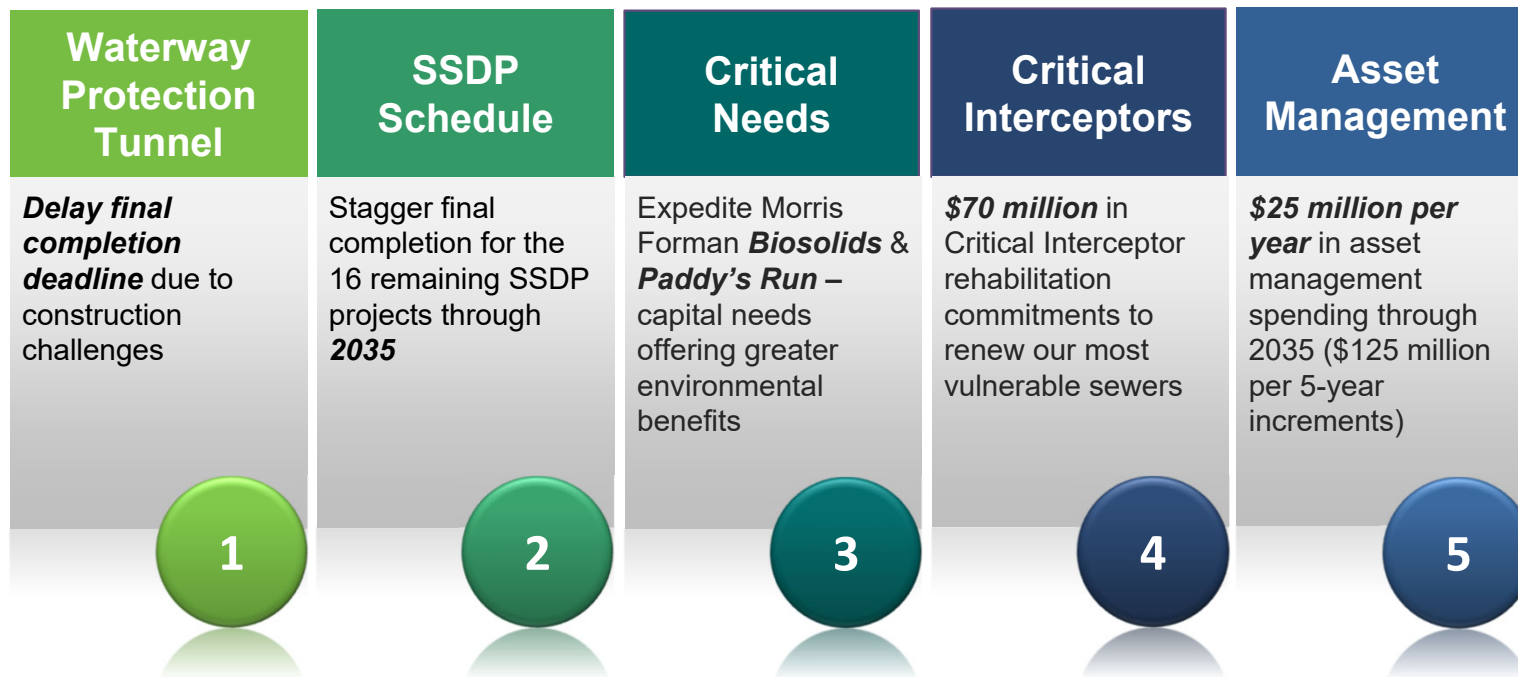 Waterway
Protection
Tunnel
Delay final
completion
deadline due to
construction
challenges
1
SSDP
Schedule
Stagger final
completion for the
16 remaining SSDP
projects through
2035
2
Critical
Needs
Expedite Morris
Forman Biosolids &
Paddy's Run –
capital needs
offering greater
environmental
benefits
3
Critical
Interceptors
$70 million in
Critical Interceptor
rehabilitation
commitments to
renew our most
vulnerable sewers
4
Asset
Management
$25 million per
year in asset
management
spending through
2035 ($125 million
per 5-year
increments)
5